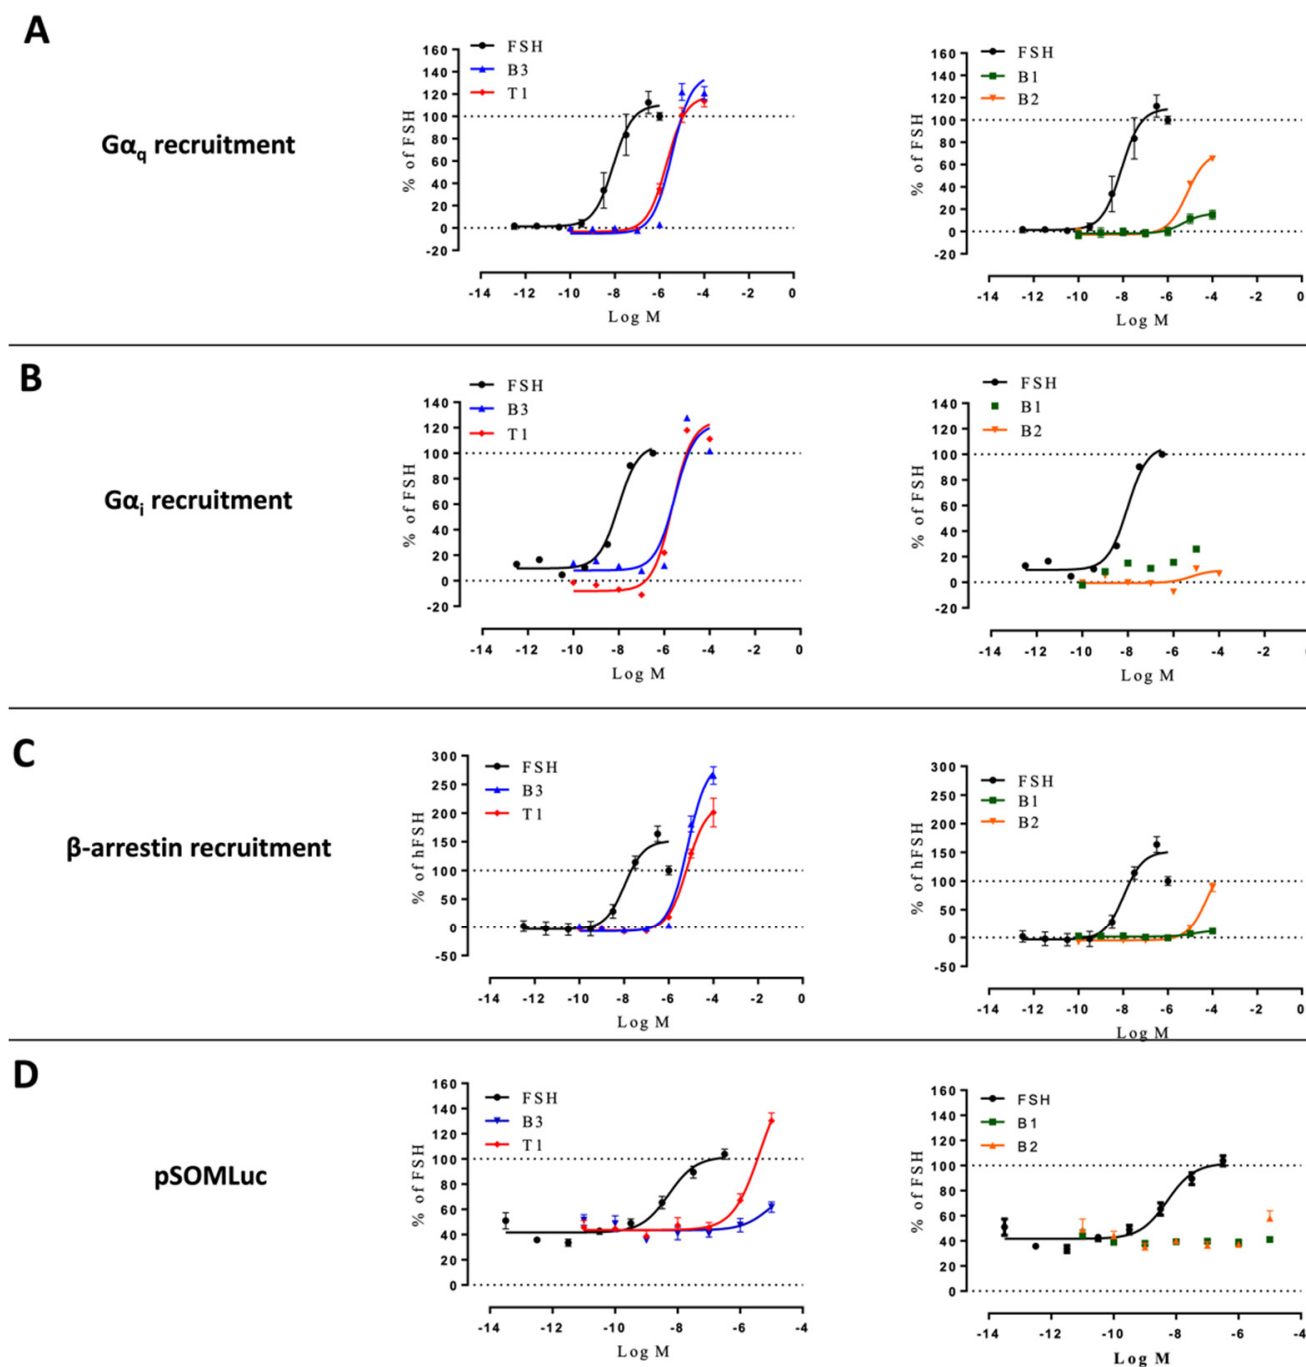 A
Gαq recruitment
FSH
B3
T1
% of FSH
160
140
120
100
80
60
40
20
0
-20
-14 -12 -10 -8 -6 -4 -2 0
Log M
FSH
B1
B2
% of FSH
160
140
120
100
80
60
40
20
0
-20
-14 -12 -10 -8 -6 -4 -2 0
Log M
B
Gαi recruitment
FSH
B3
T1
% of FSH
140
120
100
80
60
40
20
0
-20
-14 -12 -10 -8 -6 -4 -2 0
Log M
FSH
B1
B2
% of FSH
140
120
100
80
60
40
20
0
-20
-14 -12 -10 -8 -6 -4 -2
Log M
C
β-arrestin recruitment
FSH
B3
T1
% of hFSH
300
250
200
150
100
50
0
-50
-14 -12 -10 -8 -6 -4 -2 0
Log M
FSH
B1
B2
% of hFSH
300
250
200
150
100
50
0
-50
-14 -12 -10 -8 -6 -4 -2 0
Log M
D
pSOMLuc
FSH
B3
T1
% of FSH
160
140
120
100
80
60
40
20
0
-14 -12 -10 -8 -6 -4
Log M
FSH
B1
B2
% of FSH
160
140
120
100
80
60
40
20
0
-14 -12 -10 -8 -6 -4
Log M